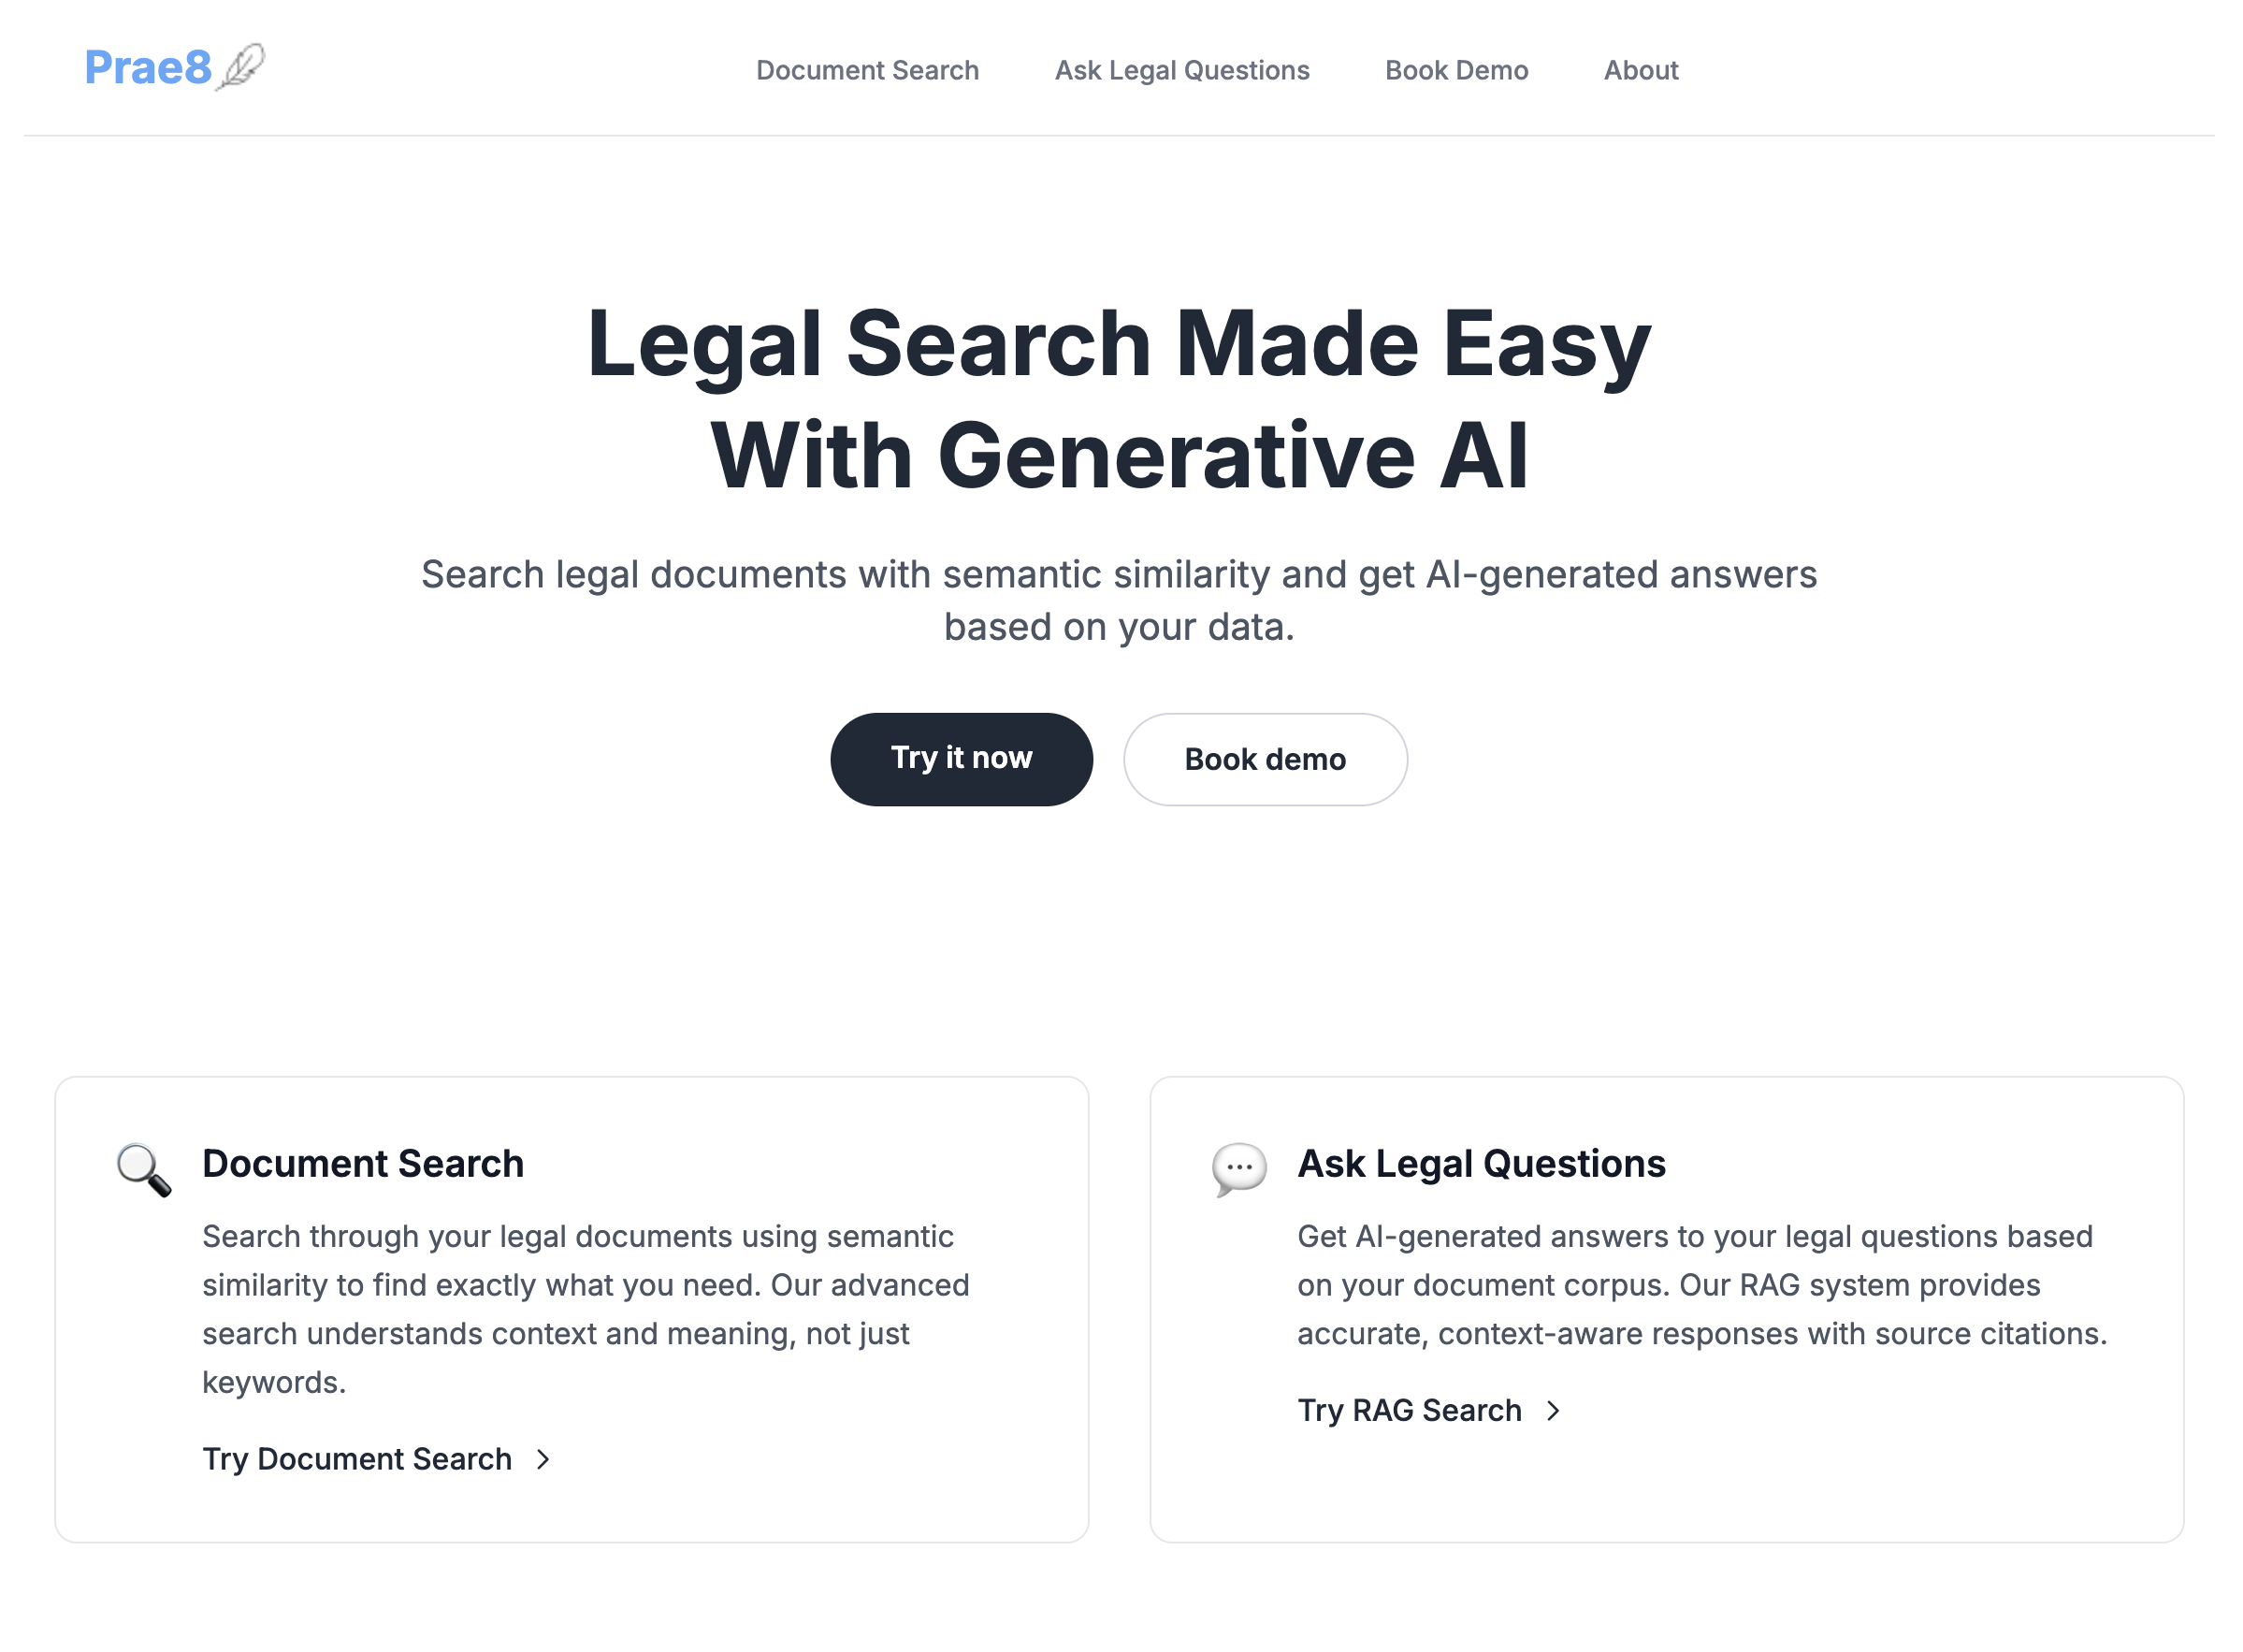 Prae8
Document Search
Ask Legal Questions
Book Demo
About
Legal Search Made Easy
With Generative AI
Search legal documents with semantic similarity and get AI-generated answers
based on your data.
Try it now
Book demo
Document Search
Search through your legal documents using semantic
similarity to find exactly what you need. Our advanced
search understands context and meaning, not just
keywords.
Try Document Search
Ask Legal Questions
Get AI-generated answers to your legal questions based
on your document corpus. Our RAG system provides
accurate, context-aware responses with source citations.
Try RAG Search